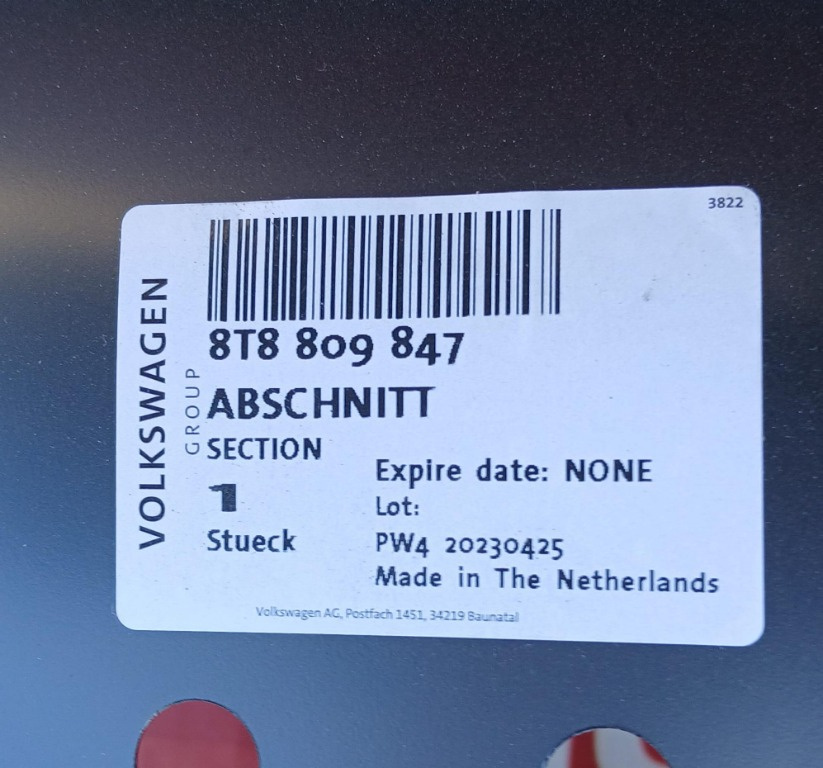 3822
VOLKSWAGEN
GROUP
8T8 809 847
ABSCHNITT
SECTION
1
Stueck
Expire date: NONE
Lot:
PW4 20230425
Made in The Netherlands
Volkswagen AG, Postfach 1451, 34219 Baunatal